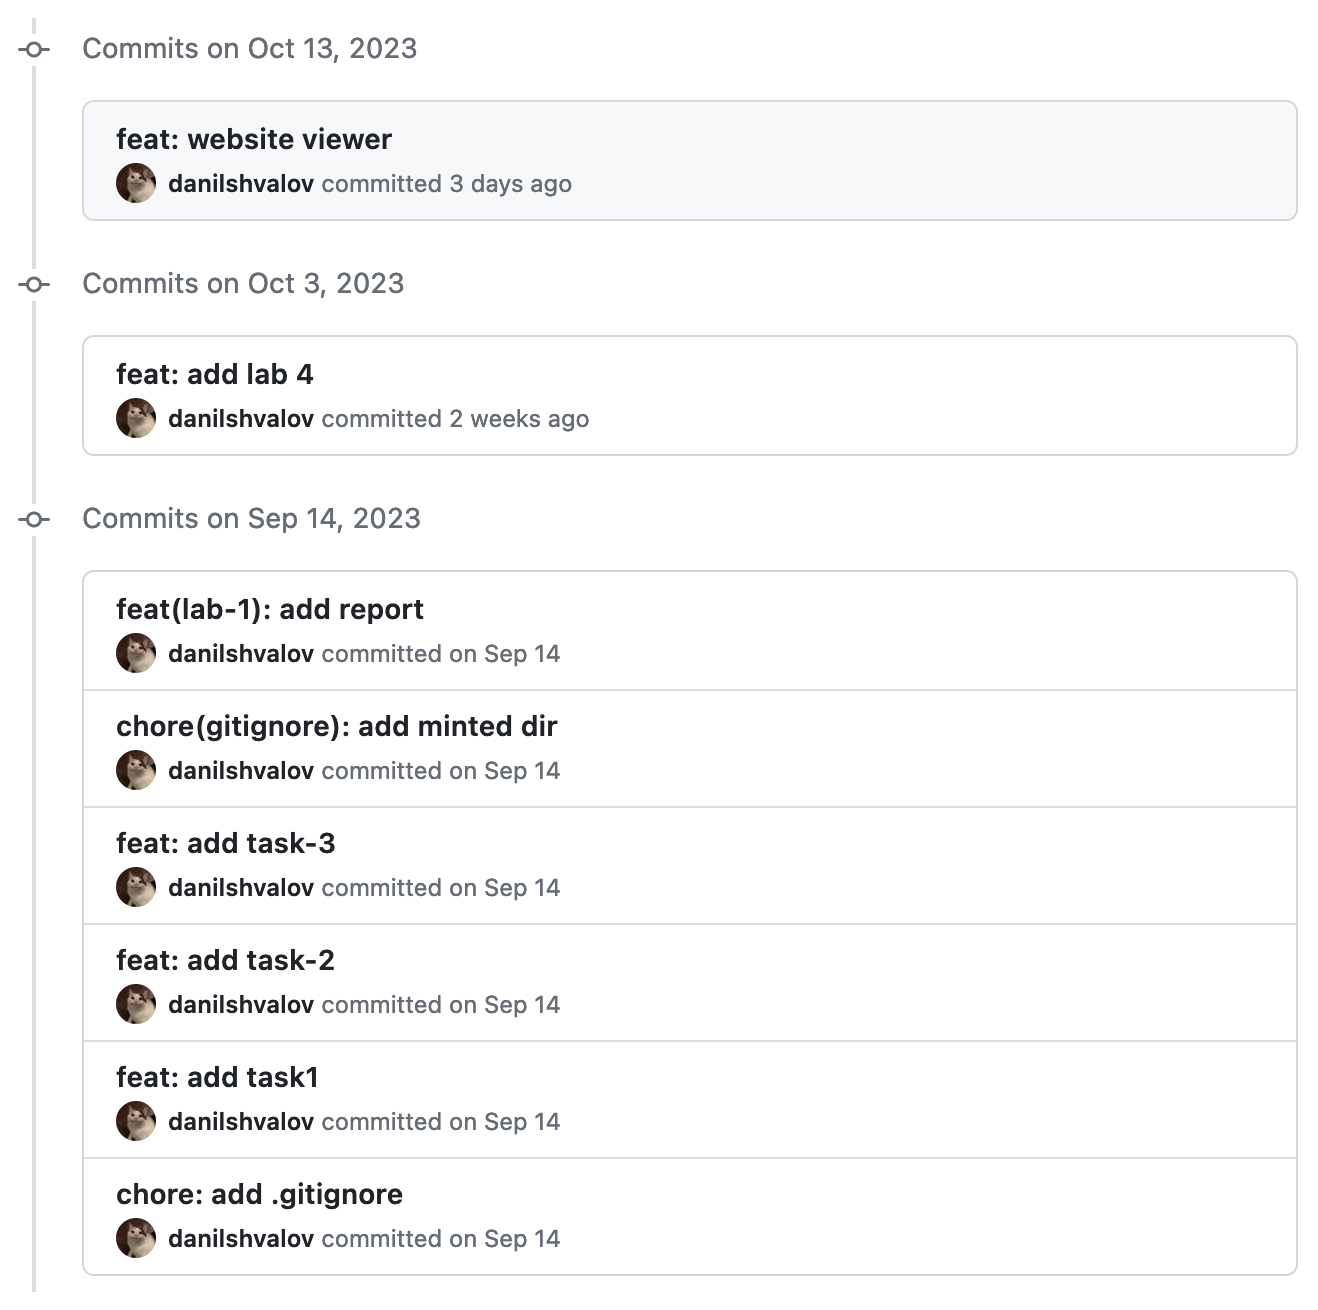 Commits on Oct 13, 2023
feat: website viewer
danilshvalov committed 3 days ago
Commits on Oct 3, 2023
feat: add lab 4
danilshvalov committed 2 weeks ago
Commits on Sep 14, 2023
feat(lab-1): add report
danilshvalov committed on Sep 14
chore(gitignore): add minted dir
danilshvalov committed on Sep 14
feat: add task-3
danilshvalov committed on Sep 14
feat: add task-2
danilshvalov committed on Sep 14
feat: add task1
danilshvalov committed on Sep 14
chore: add .gitignore
danilshvalov committed on Sep 14